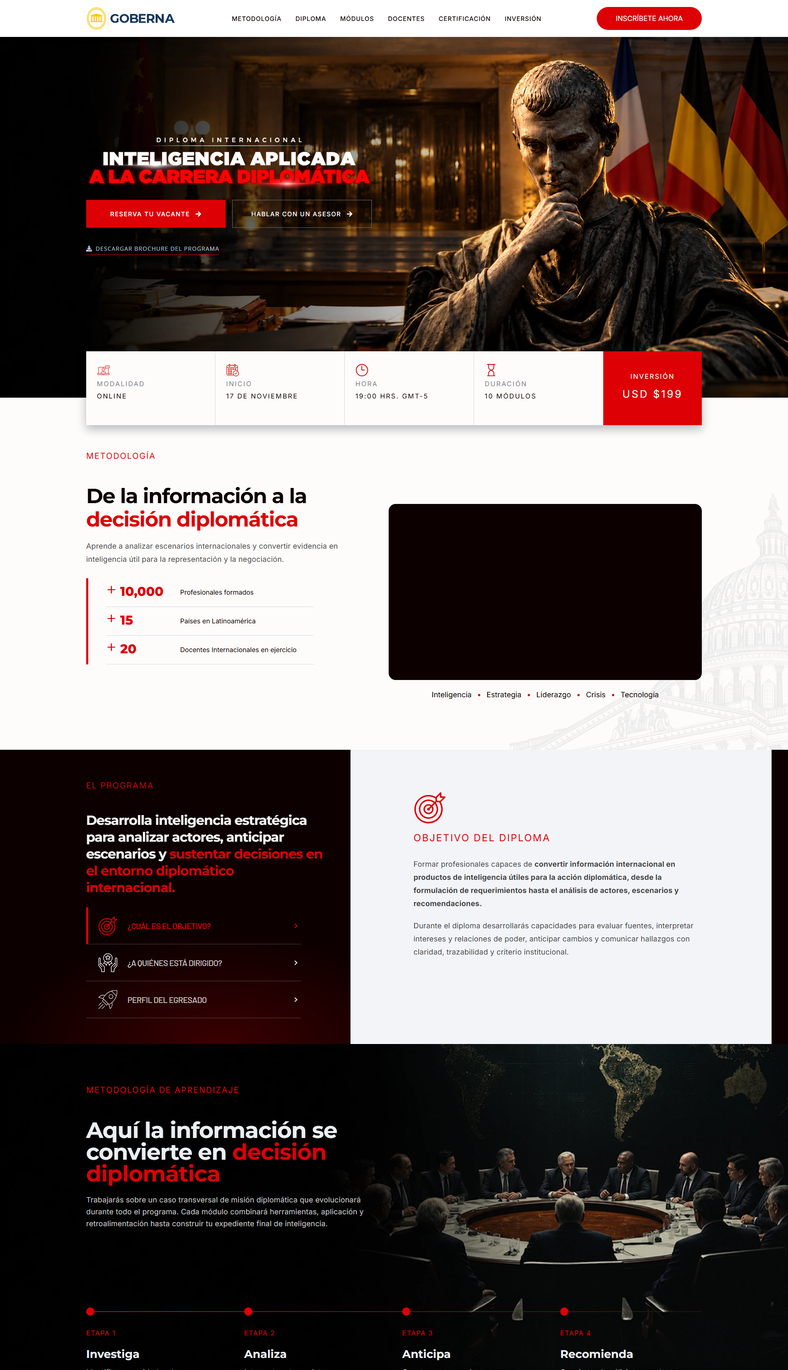 GOBERNA
METODOLOGÍA DIPLOMA MÓDULOS DOCENTES CERTIFICACIÓN INVERSIÓN
INSCRÍBETE AHORA
DIPLOMA INTERNACIONAL
INTELIGENCIA APLICADA
A LA CARRERA DIPLOMÁTICA
RESERVA TU VACANTE
HABLAR CON UN ASESOR
DESCARGAR BROCHURE DEL PROGRAMA
MODALIDAD
ONLINE
INICIO
17 DE NOVIEMBRE
HORA
19:00 HRS. GMT-5
DURACIÓN
10 MÓDULOS
INVERSIÓN
USD $199
METODOLOGÍA
De la información a la
decisión diplomática
Aprende a analizar escenarios internacionales y convertir evidencia en
inteligencia útil para la representación y la negociación.
+ 10,000 Profesionales formados
+ 15 Países en Latinoamérica
+ 20 Docentes Internacionales en ejercicio
Inteligencia • Estrategia • Liderazgo • Crisis • Tecnología
EL PROGRAMA
Desarrolla inteligencia estratégica
para analizar actores, anticipar
escenarios y sustentar decisiones en
el entorno diplomático
internacional.
¿CUÁL ES EL OBJETIVO?
¿A QUIÉNES ESTÁ DIRIGIDO?
PERFIL DEL EGRESADO
OBJETIVO DEL DIPLOMA
Formar profesionales capaces de convertir información internacional en
productos de inteligencia útiles para la acción diplomática, desde la
formulación de requerimientos hasta el análisis de actores, escenarios y
recomendaciones.
Durante el diploma desarrollarás capacidades para evaluar fuentes, interpretar
intereses y relaciones de poder, anticipar cambios y comunicar hallazgos con
claridad, trazabilidad y criterio institucional.
METODOLOGÍA DE APRENDIZAJE
Aquí la información se
convierte en decisión
diplomática
Trabajarás sobre un caso transversal de misión diplomática que evolucionará
durante todo el programa. Cada módulo combinará herramientas, aplicación y
retroalimentación hasta construir tu expediente final de inteligencia.
ETAPA 1
Investiga
ETAPA 2
Analiza
ETAPA 3
Anticipa
ETAPA 4
Recomienda